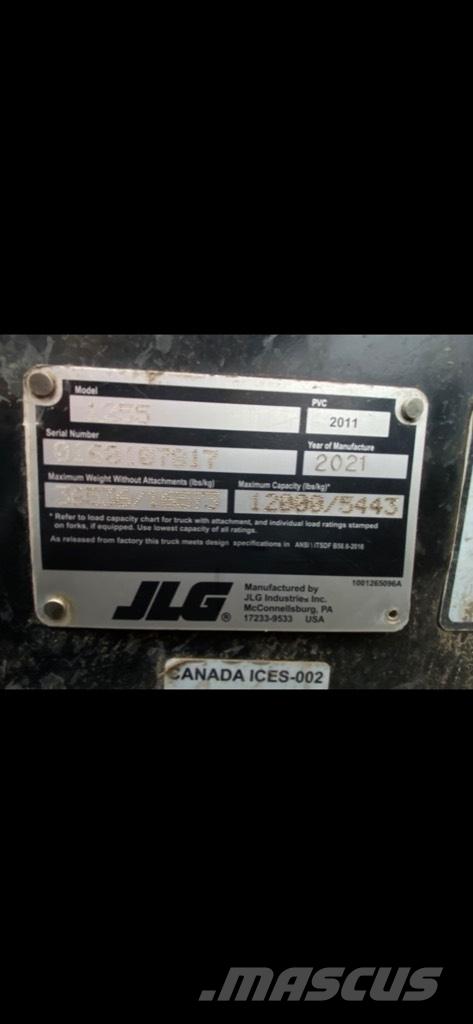 Model
PVC
1255
2011
Serial Number
Year of Manufacture
2021
Maximum Weight Without Attachments (lbs/kg)
Maximum Capacity (lbs/kg)*
12000/5443
* Refer to load capacity chart for truck with attachment, and individual load ratings stamped
on forks, if equipped. Use lowest capacity of all ratings.
As released from factory this truck meets design specifications in ANSI \ ITSDF B56.6-2016
JLG ®
Manufactured by
JLG Industries Inc.
McConnellsburg, PA
17233-9533 USA
1001265096A
CANADA ICES-002
MASCUS